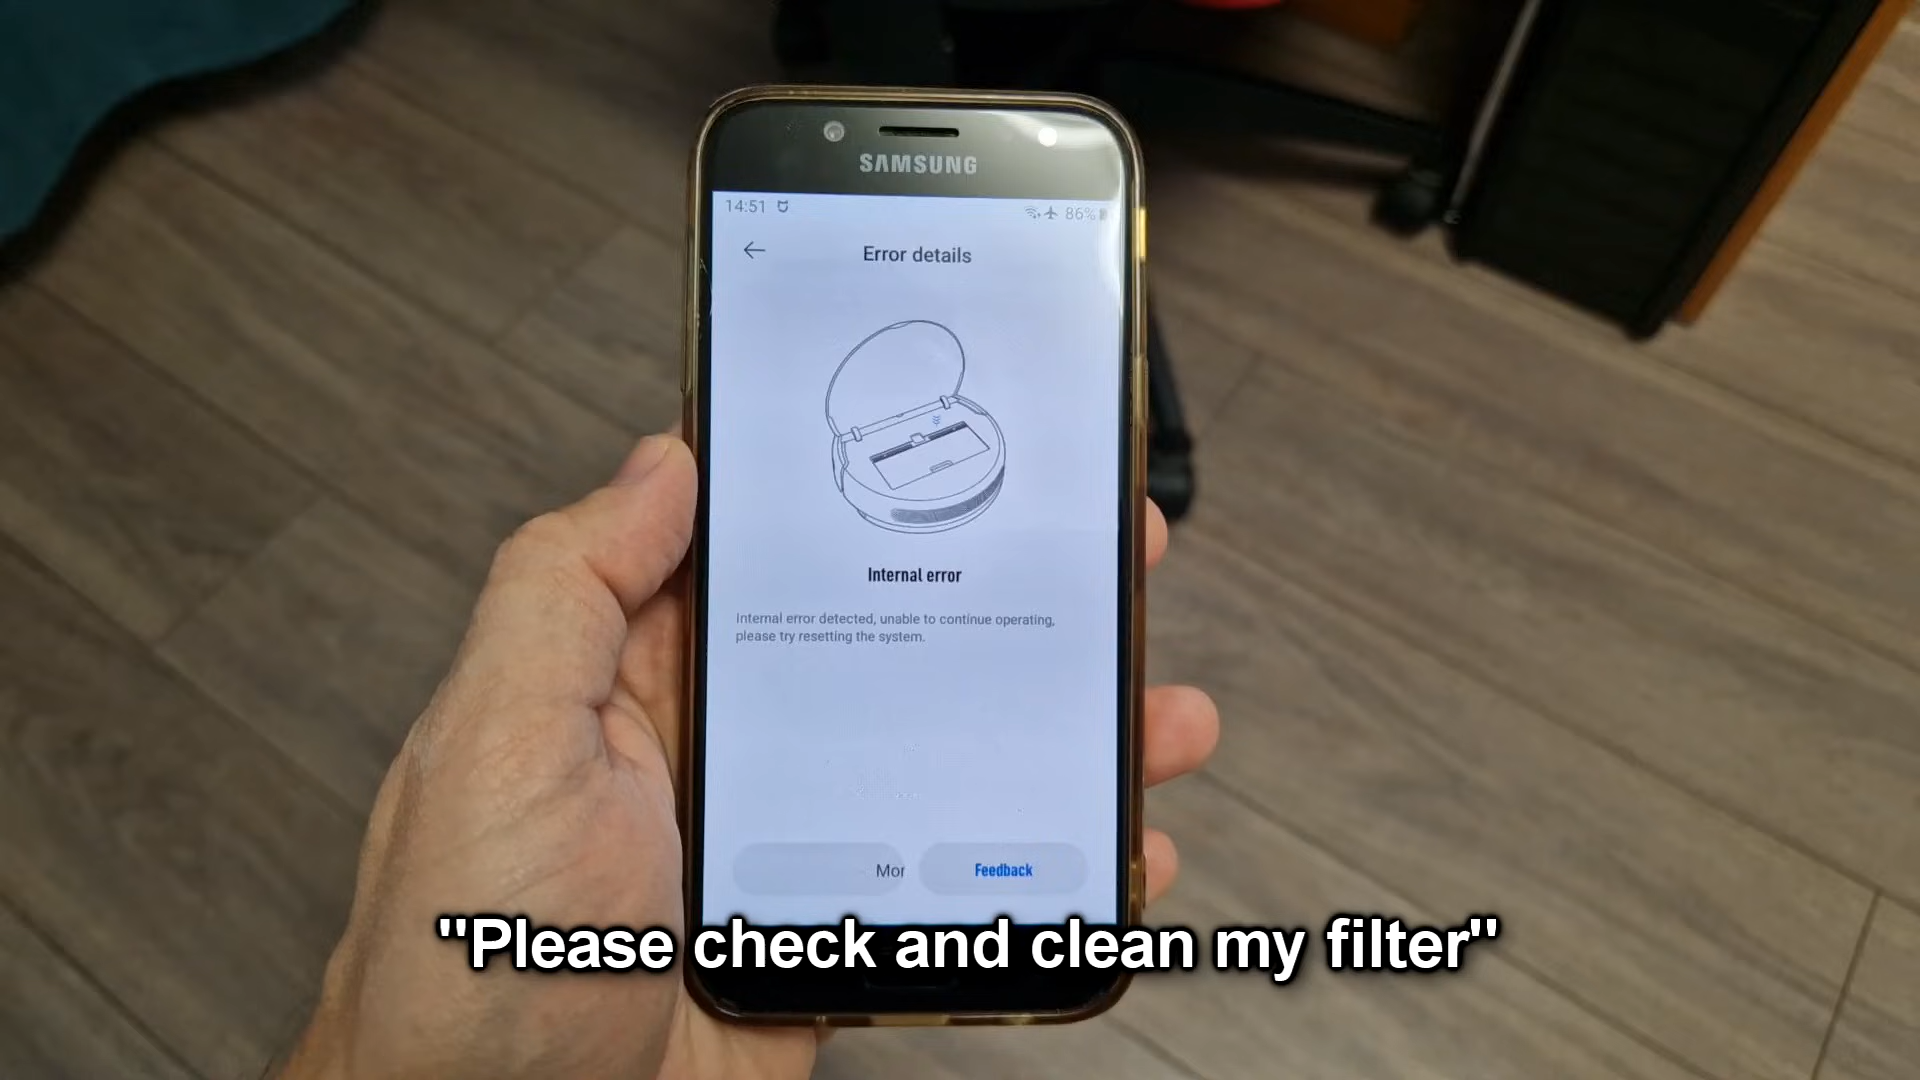 SAMSUNG
14:51
86%
Error details
Internal error
Internal error detected, unable to continue operating,
please try resetting the system.
Mor
Feedback
"Please check and clean my filter"